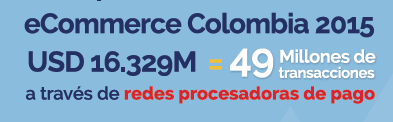 eCommerce Colombia 2015
USD 16.329M = 49 Millones de transacciones
a través de redes procesadoras de pago